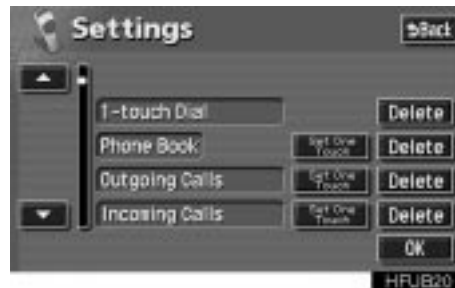 Settings
Back
1-touch Dial
Delete
Phone Book
Set One Touch
Delete
Outgoing Calls
Set One Touch
Delete
Incoming Calls
Set One Touch
Delete
OK
HFUB20